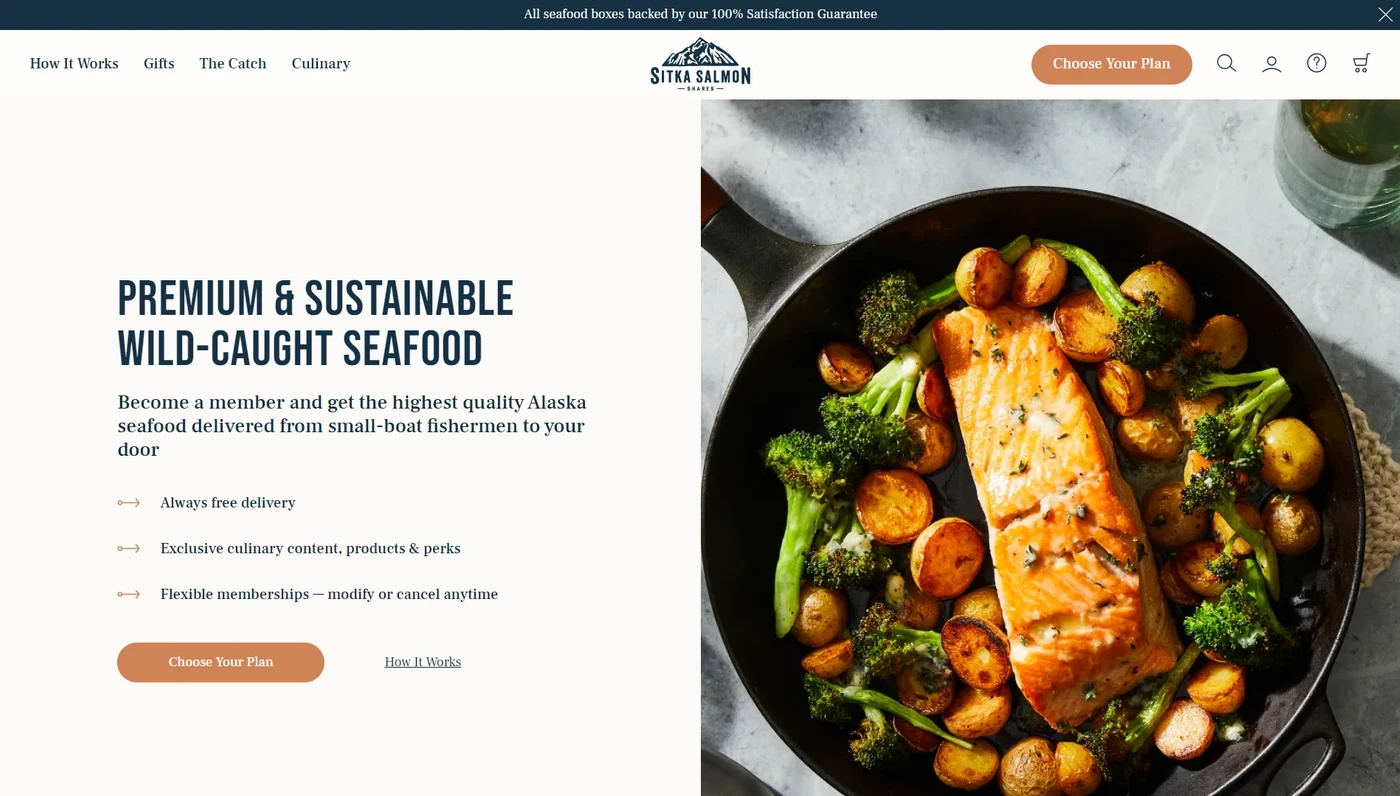 All seafood boxes backed by our 100% Satisfaction Guarantee
How It Works
Gifts
The Catch
Culinary
SITKA SALMON
SHARES
Choose Your Plan
PREMIUM & SUSTAINABLE
WILD-CAUGHT SEAFOOD
Become a member and get the highest quality Alaska
seafood delivered from small-boat fishermen to your
door
Always free delivery
Exclusive culinary content, products & perks
Flexible memberships — modify or cancel anytime
Choose Your Plan
How It Works